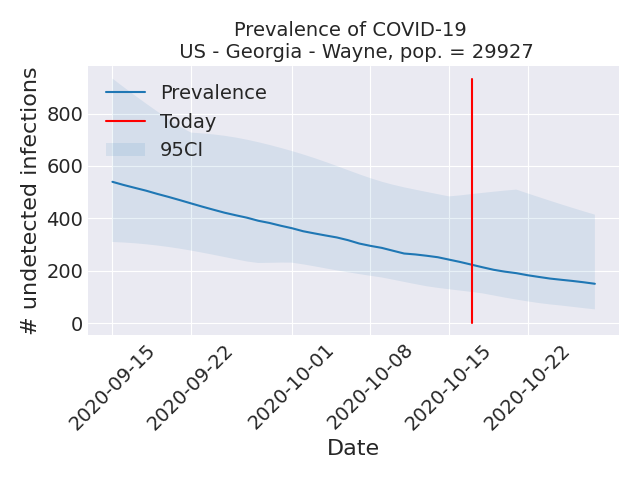 Prevalence of COVID-19
US - Georgia - Wayne, pop. = 29927
# undetected infections
800
600
400
200
0
Prevalence
Today
95CI
2020-09-15
2020-09-22
2020-10-01
2020-10-08
2020-10-15
2020-10-22
Date